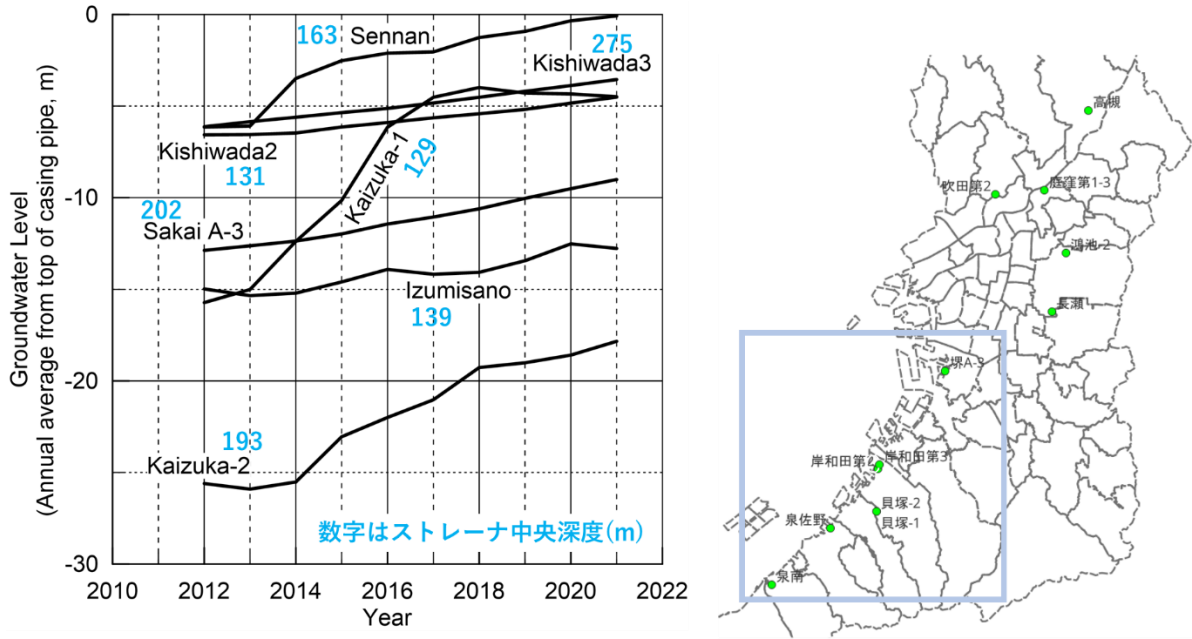 Groundwater Level
(Annual average from top of casing pipe, m)
0
-10
-20
-30
163
Sennan
275
Kishiwada3
Kishiwada2
131
Kaizuka-1
129
202
Sakai A-3
Izumisano
139
193
Kaizuka-2
数字はストレーナ中央深度(m)
2010
2012
2014
2016
2018
2020
2022
Year
高槻
吹田第2
庭窪第1-3
鴻池-2
長瀬
堺A-3
岸和田第2
岸和田第3
貝塚-2
貝塚-1
泉佐野
泉南